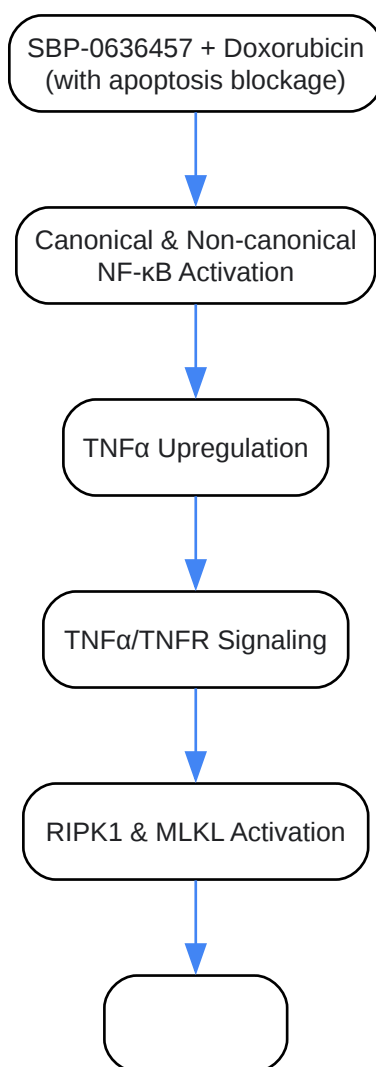 SBP-0636457 + Doxorubicin
(with apoptosis blockage)
Canonical & Non-canonical
NF-κB Activation
TNFα Upregulation
TNFα/TNFR Signaling
RIPK1 & MLKL Activation